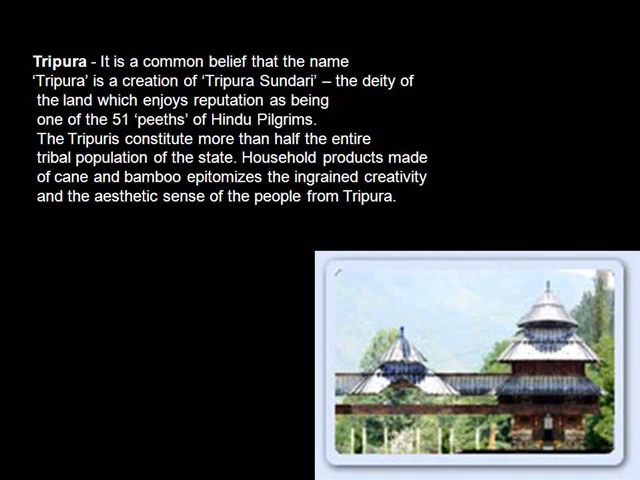 Tripura - It is a common belief that the name
‘Tripura’ is a creation of ‘Tripura Sundari’ – the deity of
the land which enjoys reputation as being
one of the 51 ‘peeths’ of Hindu Pilgrims.
The Tripuris constitute more than half the entire
tribal population of the state. Household products made
of cane and bamboo epitomizes the ingrained creativity
and the aesthetic sense of the people from Tripura.